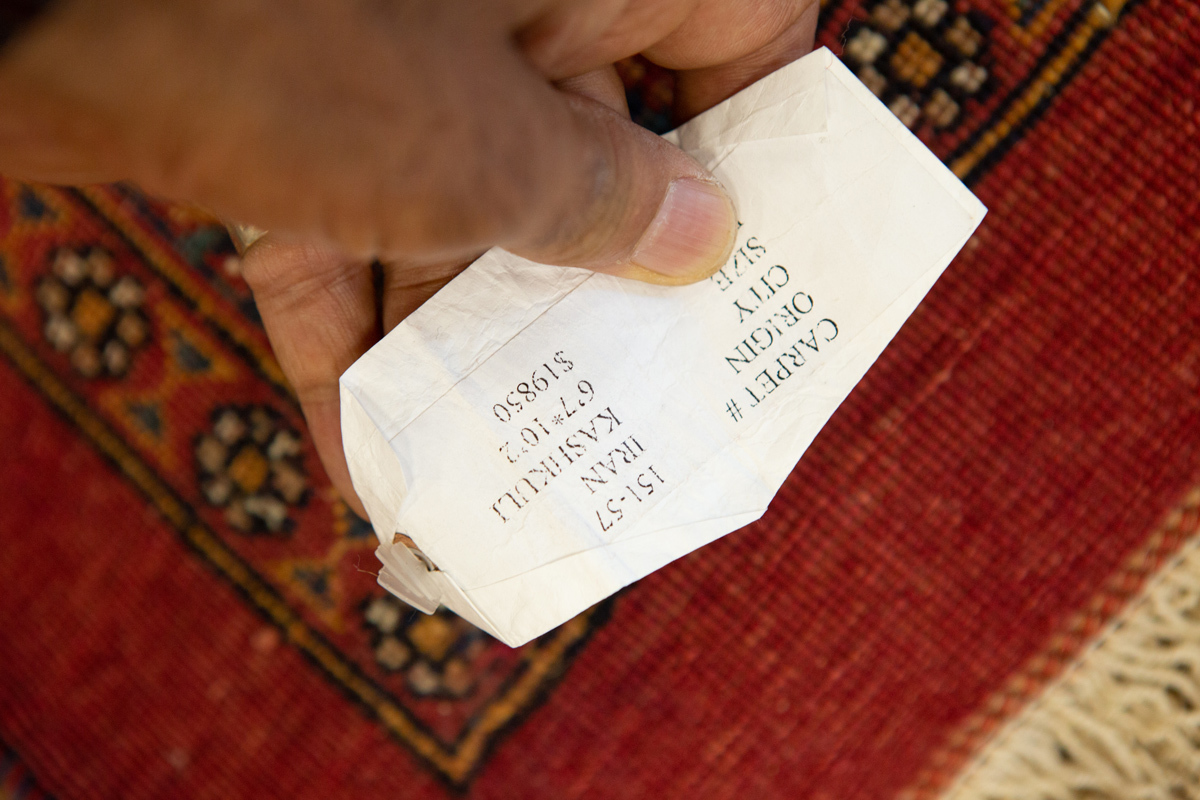 CARPET # 151-57
ORIGIN IRAN
CITY KASHKULI
SIZE 6'7*10'2
$19850